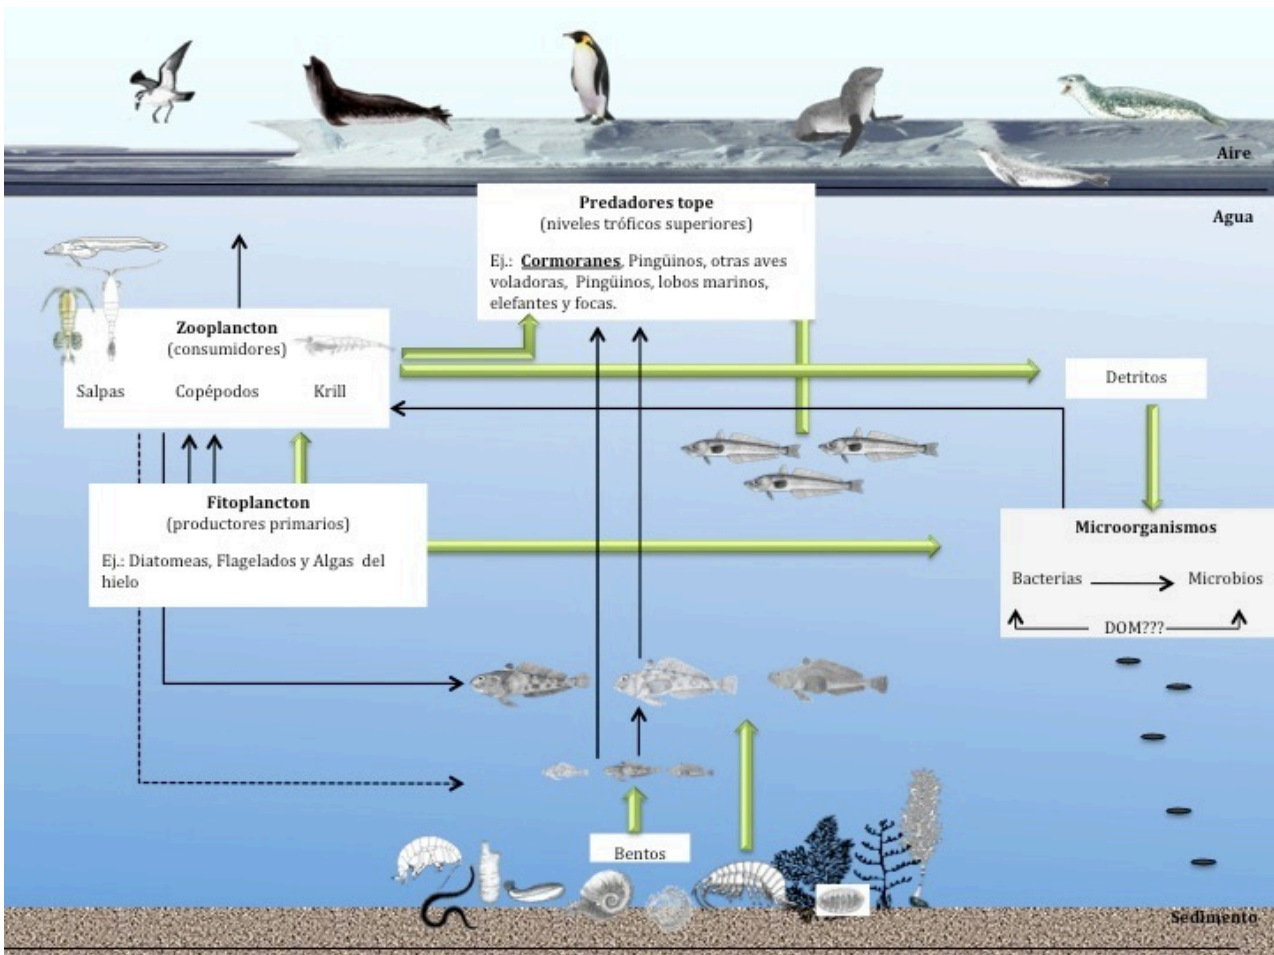 Aire
Agua
Predadores tope
(niveles tróficos superiores)
Ej.: Cormoranes, Pingüinos, otras aves
voladoras, Pingüinos, lobos marinos,
elefantes y focas.
Zooplancton
(consumidores)
Salpas Copépodos Krill
Detritos
Fitoplancton
(productores primarios)
Ej.: Diatomeas, Flagelados y Algas del
hielo
Microorganismos
Bacterias Microbios
DOM???
Bentos
Sedimento